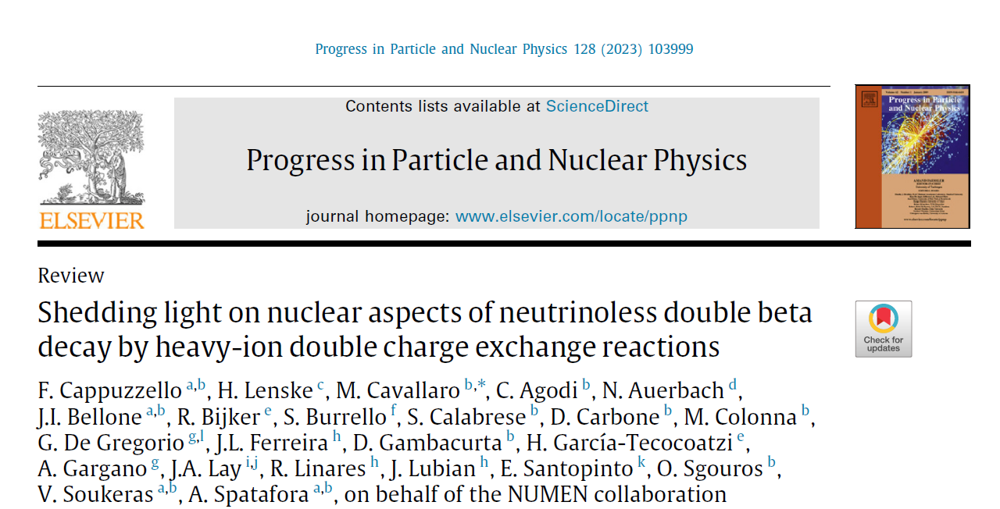 Progress in Particle and Nuclear Physics 128 (2023) 103999
Contents lists available at ScienceDirect
Progress in Particle and Nuclear Physics
journal homepage: www.elsevier.com/locate/ppnp
ELSEVIER
Progress in Particle
and Nuclear Physics
Review
Shedding light on nuclear aspects of neutrinoless double beta
decay by heavy-ion double charge exchange reactions
Check for
updates
F. Cappuzzello a,b, H. Lenske c, M. Cavallaro b,*, C. Agodi b, N. Auerbach d,
J.I. Bellone a,b, R. Bijker e, S. Burrello f, S. Calabrese b, D. Carbone b, M. Colonna b,
G. De Gregorio g,l, J.L. Ferreira h, D. Gambacurta b, H. García-Tecocoatzi e,
A. Gargano g, J.A. Lay i,j, R. Linares h, J. Lubian h, E. Santopinto k, O. Sgouros b,
V. Soukeras a,b, A. Spatafora a,b, on behalf of the NUMEN collaboration